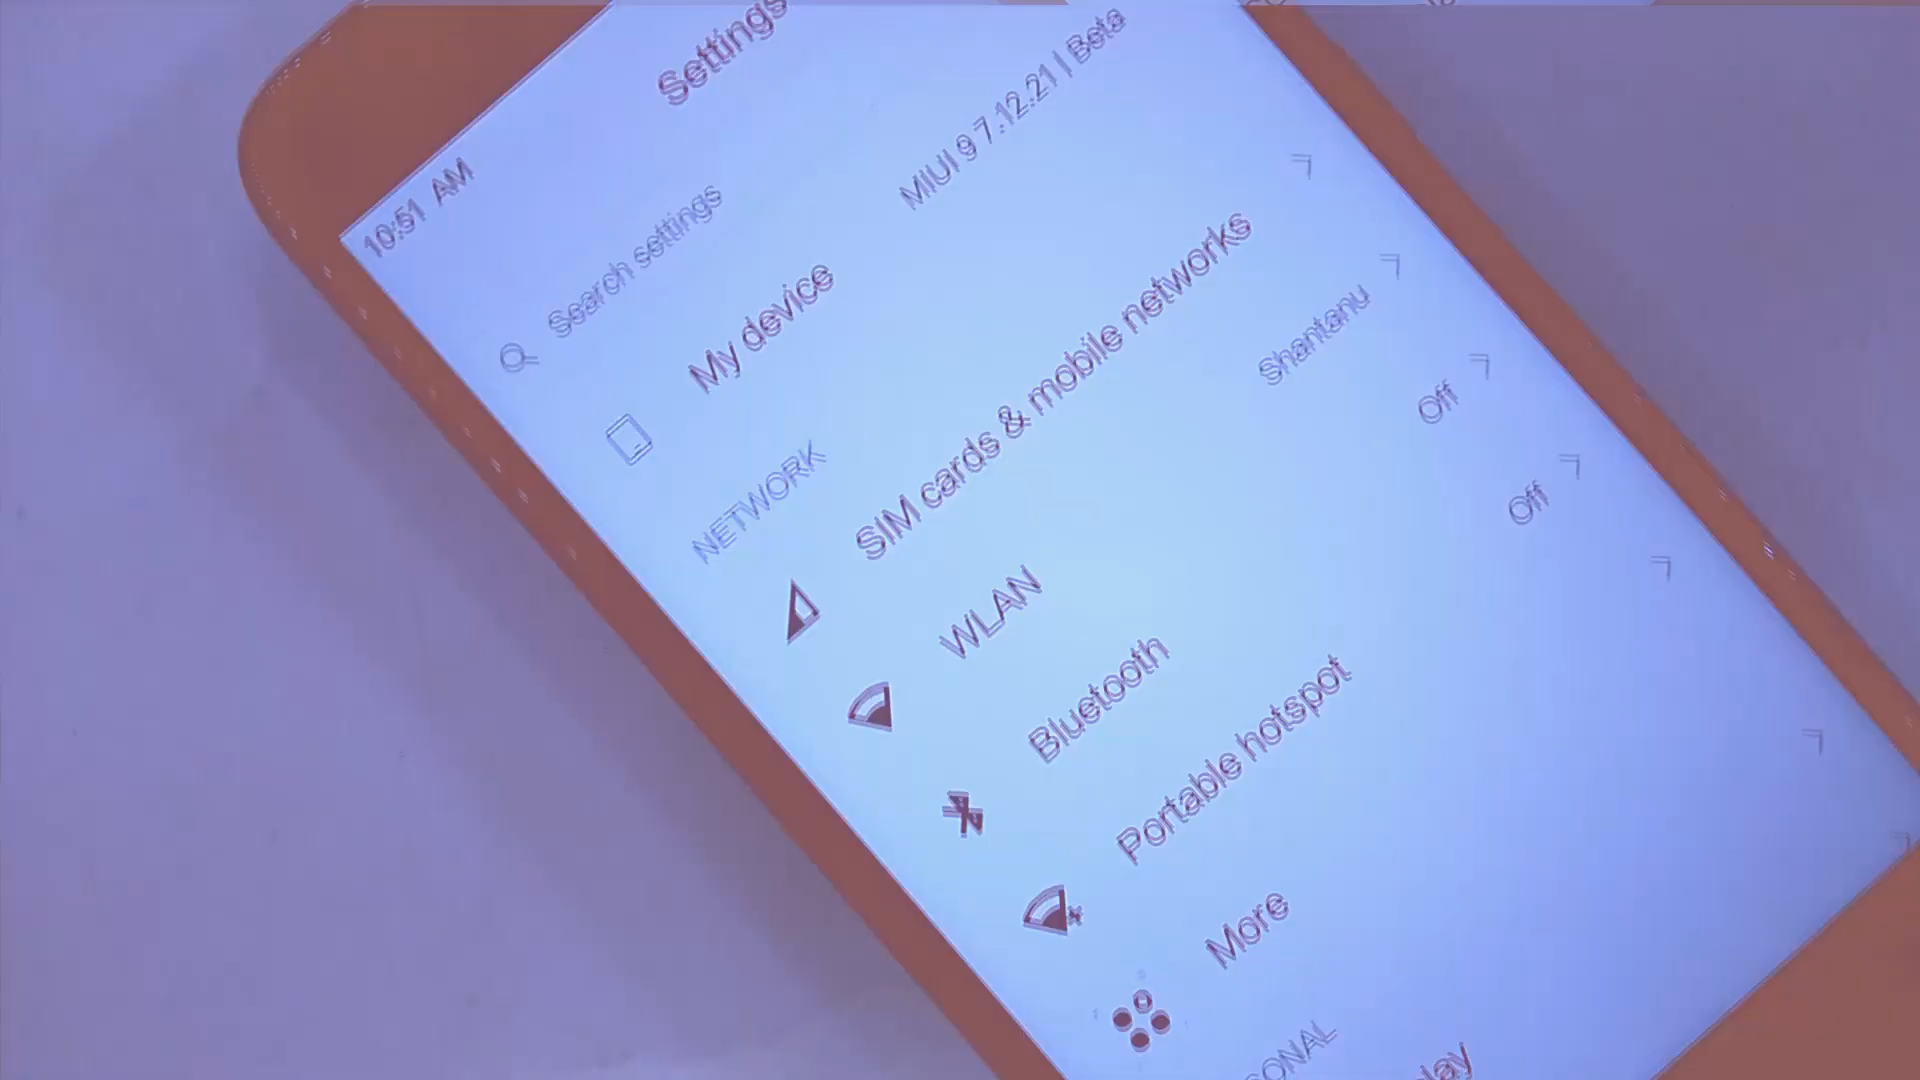 10:51 AM
Settings
Search settings
My device
MIUI 9 7.12.21 | Beta
NETWORK
SIM cards & mobile networks
WLAN
Shantanu
Bluetooth
Off
Portable hotspot
Off
More